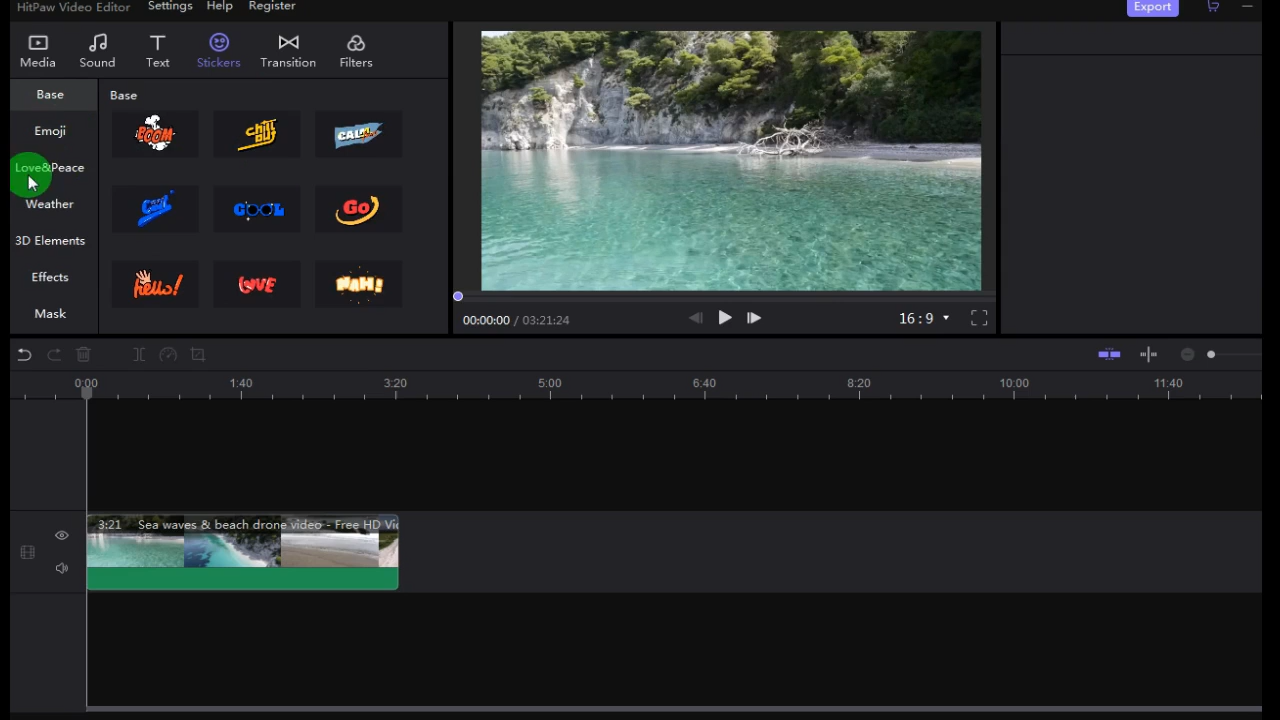 HitPaw Video Editor Settings Help Register Export
Media Sound Text Stickers Transition Filters
Base
Emoji
Love&Peace
Weather
3D Elements
Effects
Mask
Base
BOOM chill out CALM
Cool COOL Go
hello! LOVE NAH!
00:00:00 / 03:21:24 16:9
0:00 1:40 3:20 5:00 6:40 8:20 10:00 11:40
3:21 Sea waves & beach drone video - Free HD